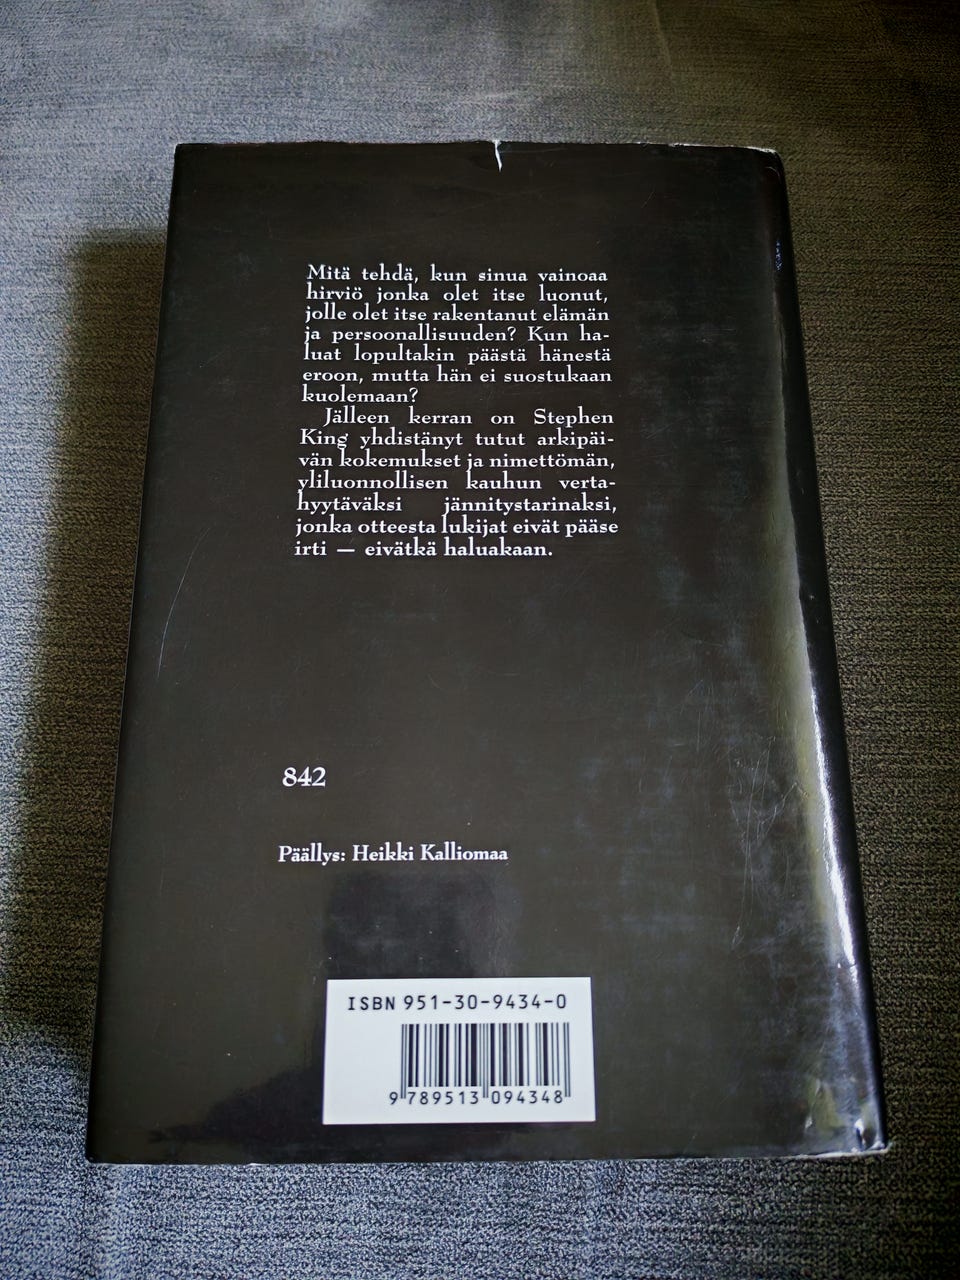 Mitä tehdä, kun sinua vainoaa
hirviö jonka olet itse luonut,
jolle olet itse rakentanut elämän
ja persoonallisuuden? Kun ha-
luat lopultakin päästä hänestä
eroon, mutta hän ei suostukaan
kuolemaan?
Jälleen kerran on Stephen
King yhdistänyt tutut arkipäi-
vän kokemukset ja nimettömän,
yliluonnollisen kauhun verta-
hyytäväksi jännitystarinaksi,
jonka otteesta lukijat eivät pääse
irti — eivätkä haluakaan.
842
Päällys: Heikki Kalliomaa
ISBN 951-30-9434-0
9 789513 094348